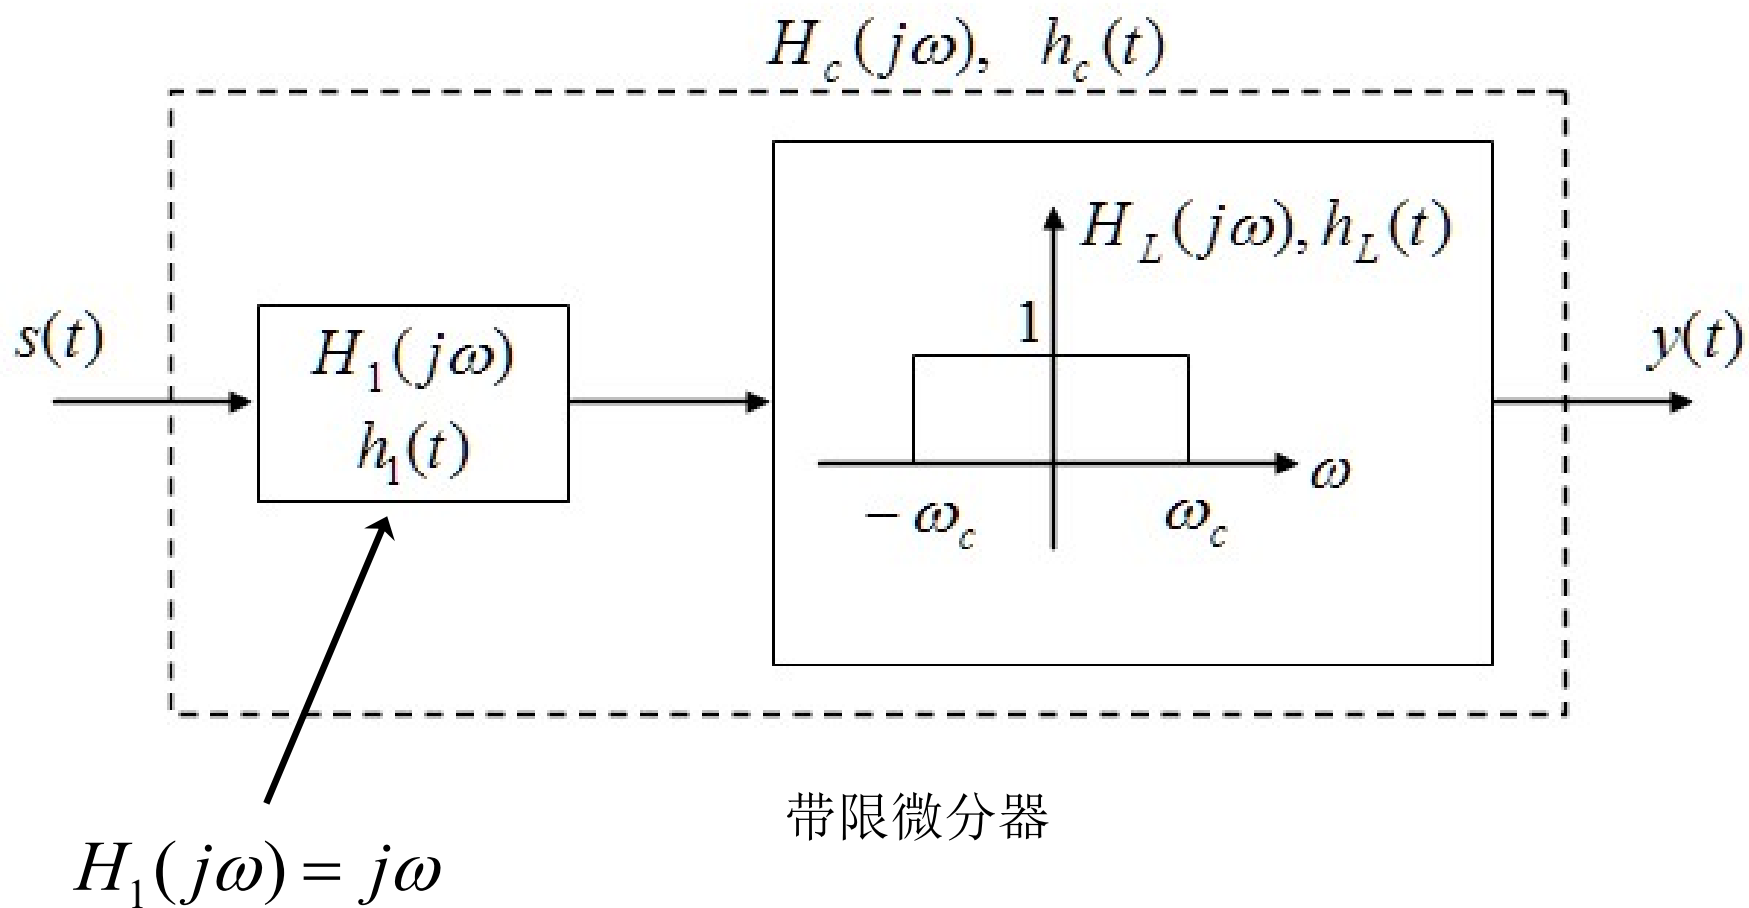 H_c(jω), h_c(t)
H_L(jω), h_L(t)
1
s(t)
H_1(jω)
h_1(t)
y(t)
ω
−ω_c
ω_c
带限微分器
H_1(jω) = jω